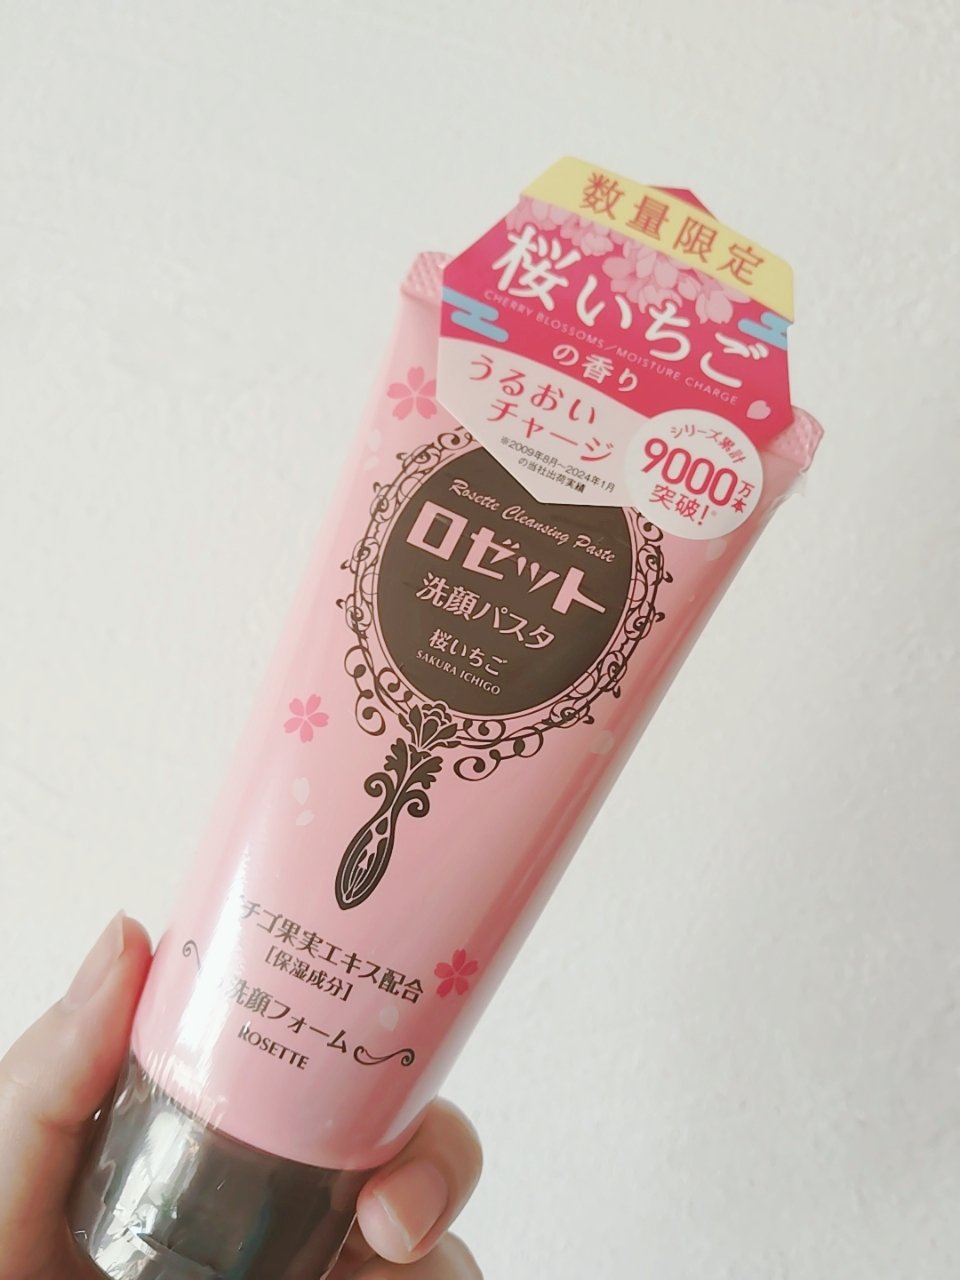 数量限定
桜いちご
CHERRY BLOSSOMS/MOISTURE CHARGE
の香り
うるおい
チャージ
※2009年8月~2024年1月
の当社出荷実績
シリーズ累計
9000万本
突破!※
Rosette Cleansing Paste
ロゼット
洗顔パスタ
桜いちご
SAKURA ICHIGO
チゴ果実エキス配合
[保湿成分]
洗顔フォーム
ROSETTE